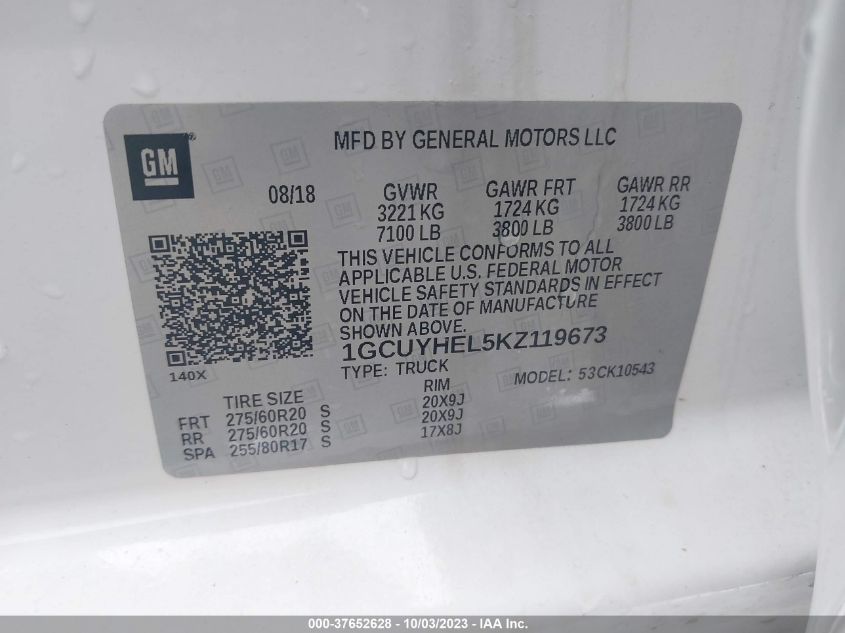 MFD BY GENERAL MOTORS LLC
GM ®
08/18 GVWR GAWR FRT GAWR RR
3221 KG 1724 KG 1724 KG
7100 LB 3800 LB 3800 LB
THIS VEHICLE CONFORMS TO ALL
APPLICABLE U.S. FEDERAL MOTOR
VEHICLE SAFETY STANDARDS IN EFFECT
ON THE DATE OF MANUFACTURE
SHOWN ABOVE.
1GCUYHEL5KZ119673
140X
TYPE: TRUCK MODEL: 53CK10543
TIRE SIZE RIM
FRT 275/60R20 S 20X9J
RR 275/60R20 S 20X9J
SPA 255/80R17 S 17X8J
000-37652628 - 10/03/2023 - IAA Inc.